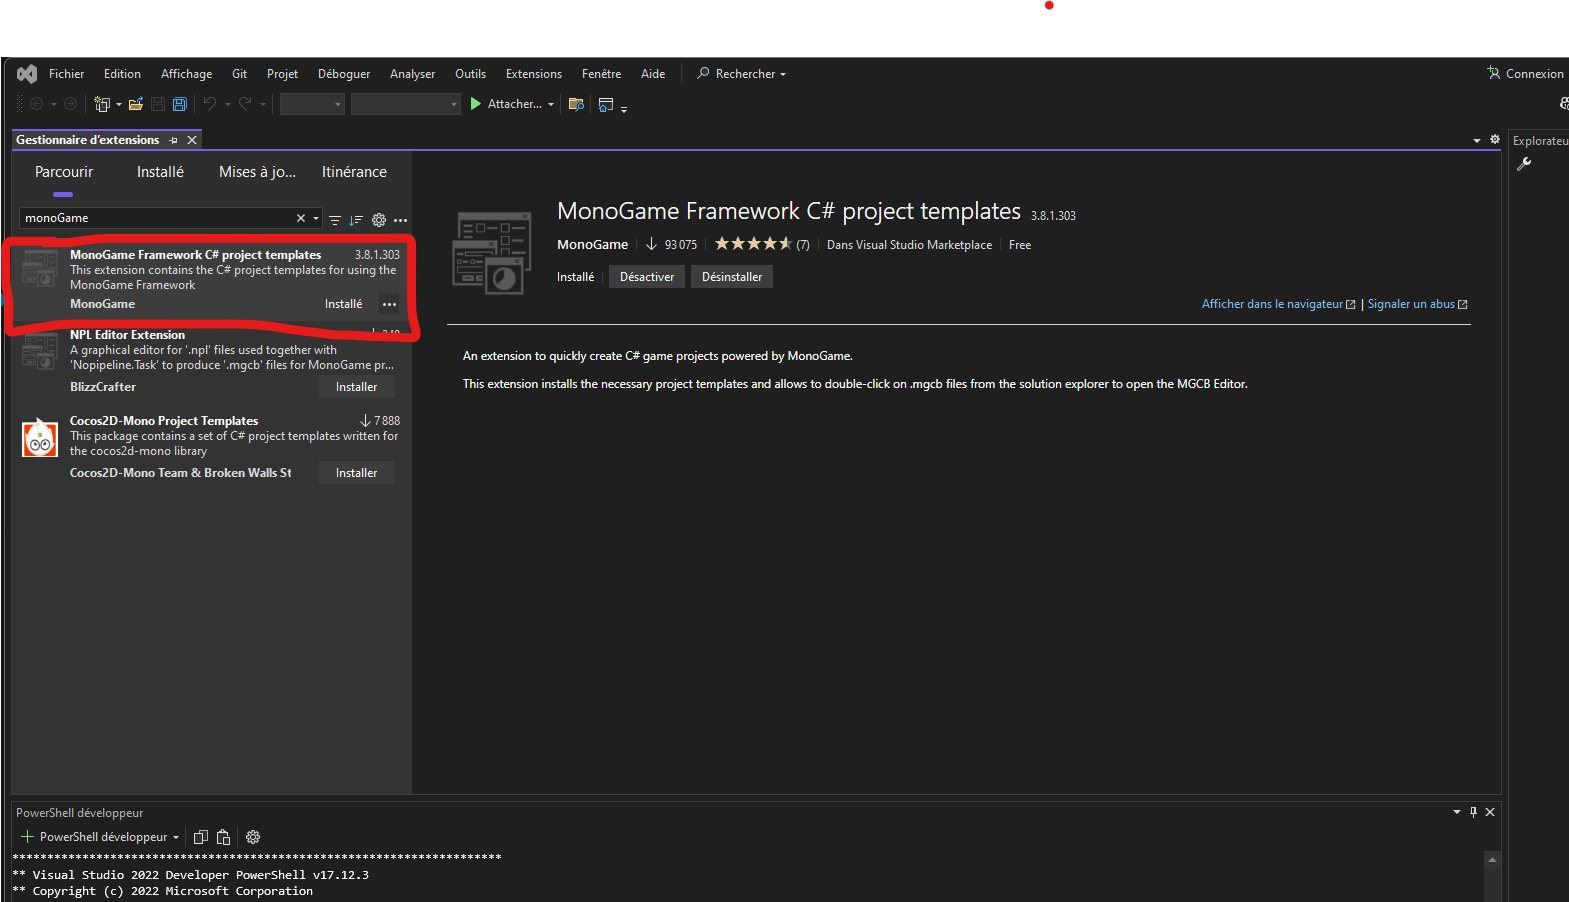 Fichier Edition Affichage Git Projet Déboguer Analyser Outils Extensions Fenêtre Aide Rechercher Connexion
Attacher...
Gestionnaire d'extensions
Explorateu
Parcourir Installé Mises à jo... Itinérance
monoGame
MonoGame Framework C# project templates 3.8.1.303
This extension contains the C# project templates for using the
MonoGame Framework
MonoGame Installé
NPL Editor Extension
A graphical editor for '.npl' files used together with
'Nopipeline.Task' to produce '.mgcb' files for MonoGame pr...
BlizzCrafter Installer
Cocos2D-Mono Project Templates 7 888
This package contains a set of C# project templates written for
the cocos2d-mono library
Cocos2D-Mono Team & Broken Walls St Installer
MonoGame Framework C# project templates 3.8.1.303
MonoGame 93 075 (7) Dans Visual Studio Marketplace Free
Installé Désactiver Désinstaller
Afficher dans le navigateur | Signaler un abus
An extension to quickly create C# game projects powered by MonoGame.
This extension installs the necessary project templates and allows to double-click on .mgcb files from the solution explorer to open the MGCB Editor.
PowerShell développeur
PowerShell développeur
**********************************************************************
** Visual Studio 2022 Developer PowerShell v17.12.3
** Copyright (c) 2022 Microsoft Corporation